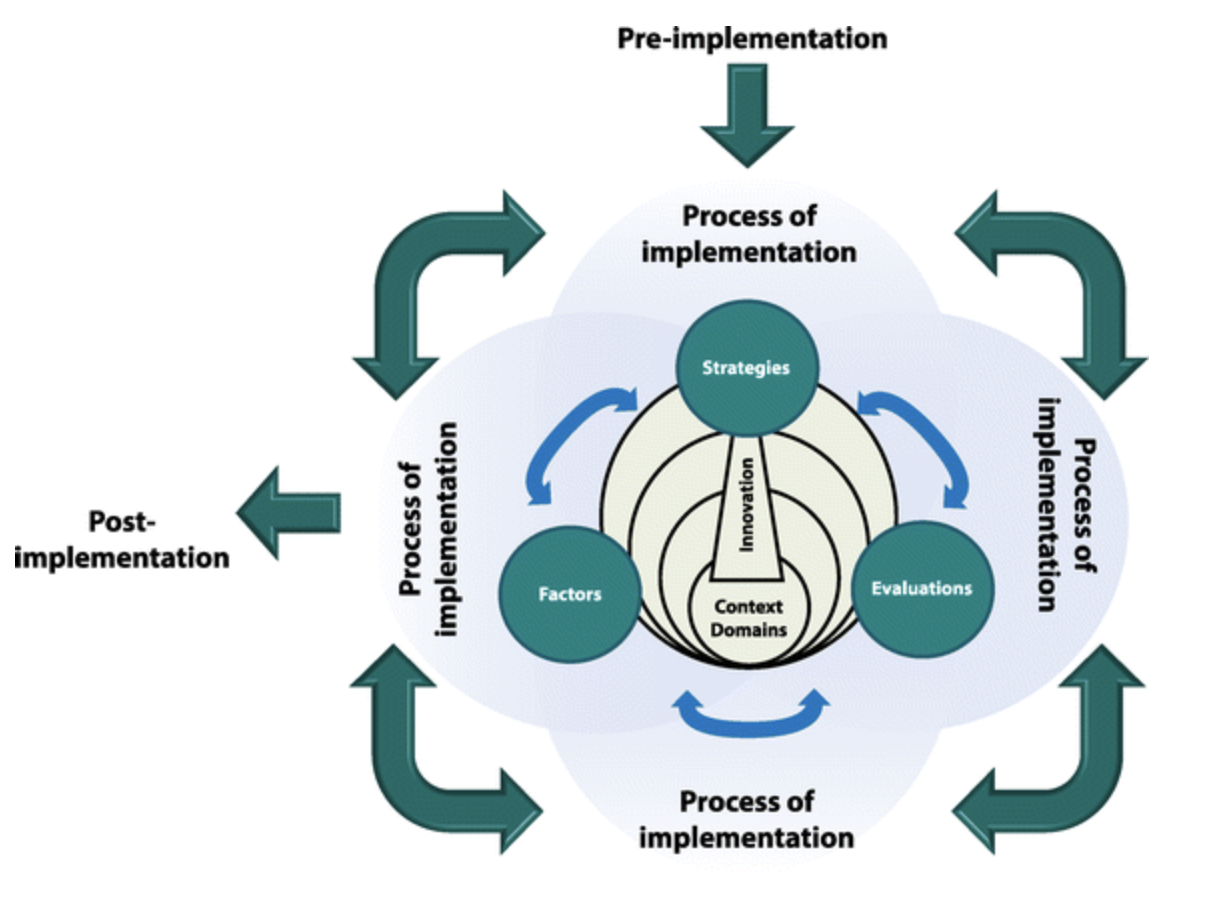 Pre-implementation
Process of
implementation
Strategies
Process of
implementation
Innovation
Process of
implementation
Post-
implementation
Factors
Evaluations
Context
Domains
Process of
implementation